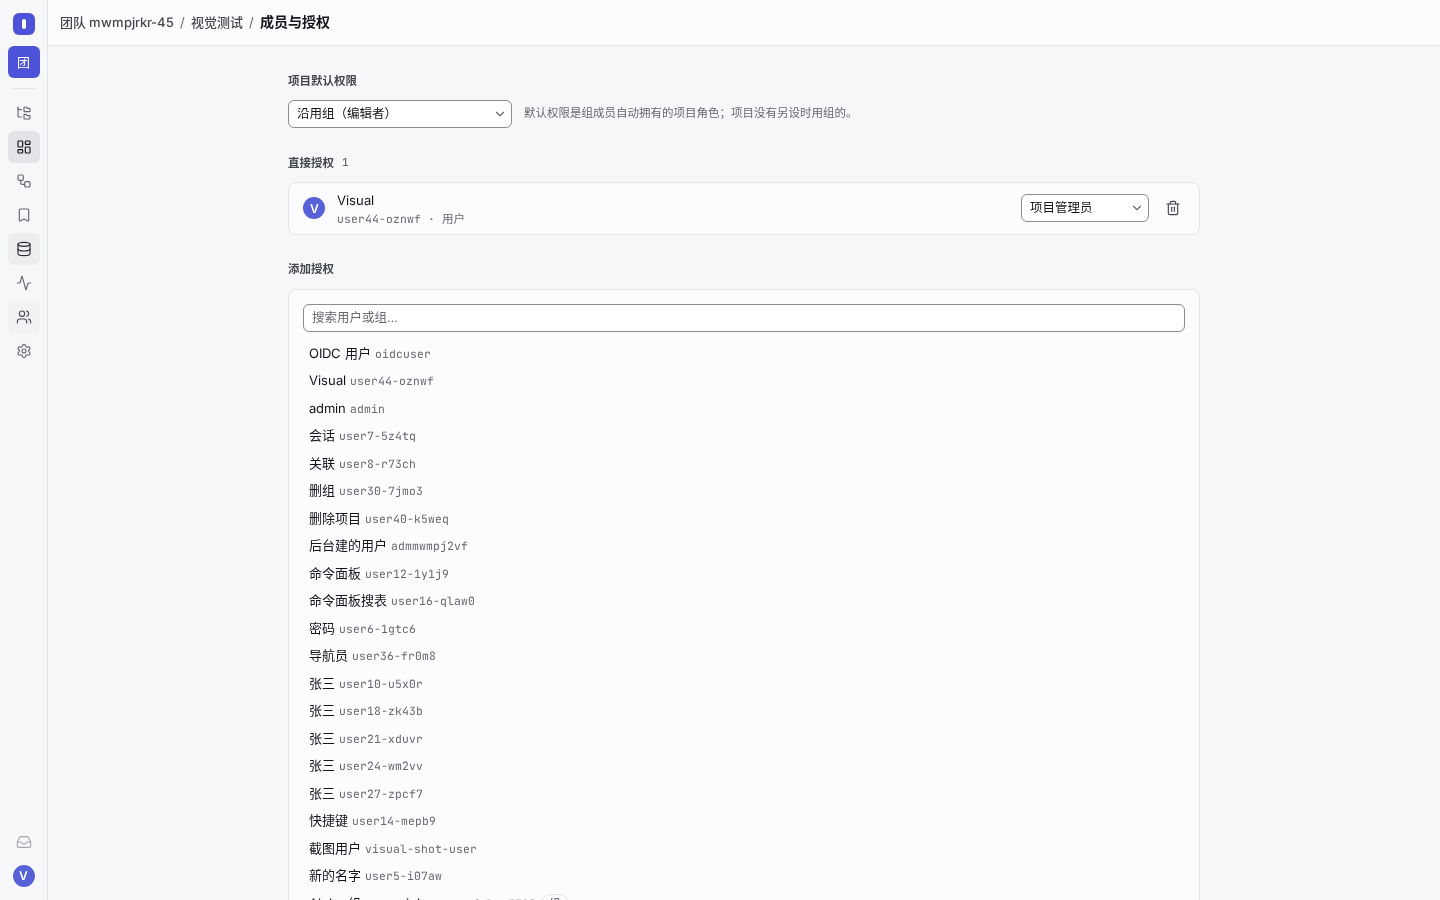 团队 mwmpjrkr-45 / 视觉测试 / 成员与授权
团
项目默认权限
沿用组（编辑者）
默认权限是组成员自动拥有的项目角色；项目没有另设时用组的。
直接授权 1
V
Visual
user44-oznwf · 用户
项目管理员
添加授权
搜索用户或组...
OIDC 用户 oidcuser
Visual user44-oznwf
admin admin
会话 user7-5z4tq
关联 user8-r73ch
删组 user30-7jmo3
删除项目 user40-k5weq
后台建的用户 admmwmpj2vf
命令面板 user12-1y1j9
命令面板搜表 user16-qlaw0
密码 user6-1gtc6
导航员 user36-fr0m8
张三 user10-u5x0r
张三 user18-zk43b
张三 user21-xduvr
张三 user24-wm2vv
张三 user27-zpcf7
快捷键 user14-mepb9
截图用户 visual-shot-user
新的名字 user5-i07aw
V